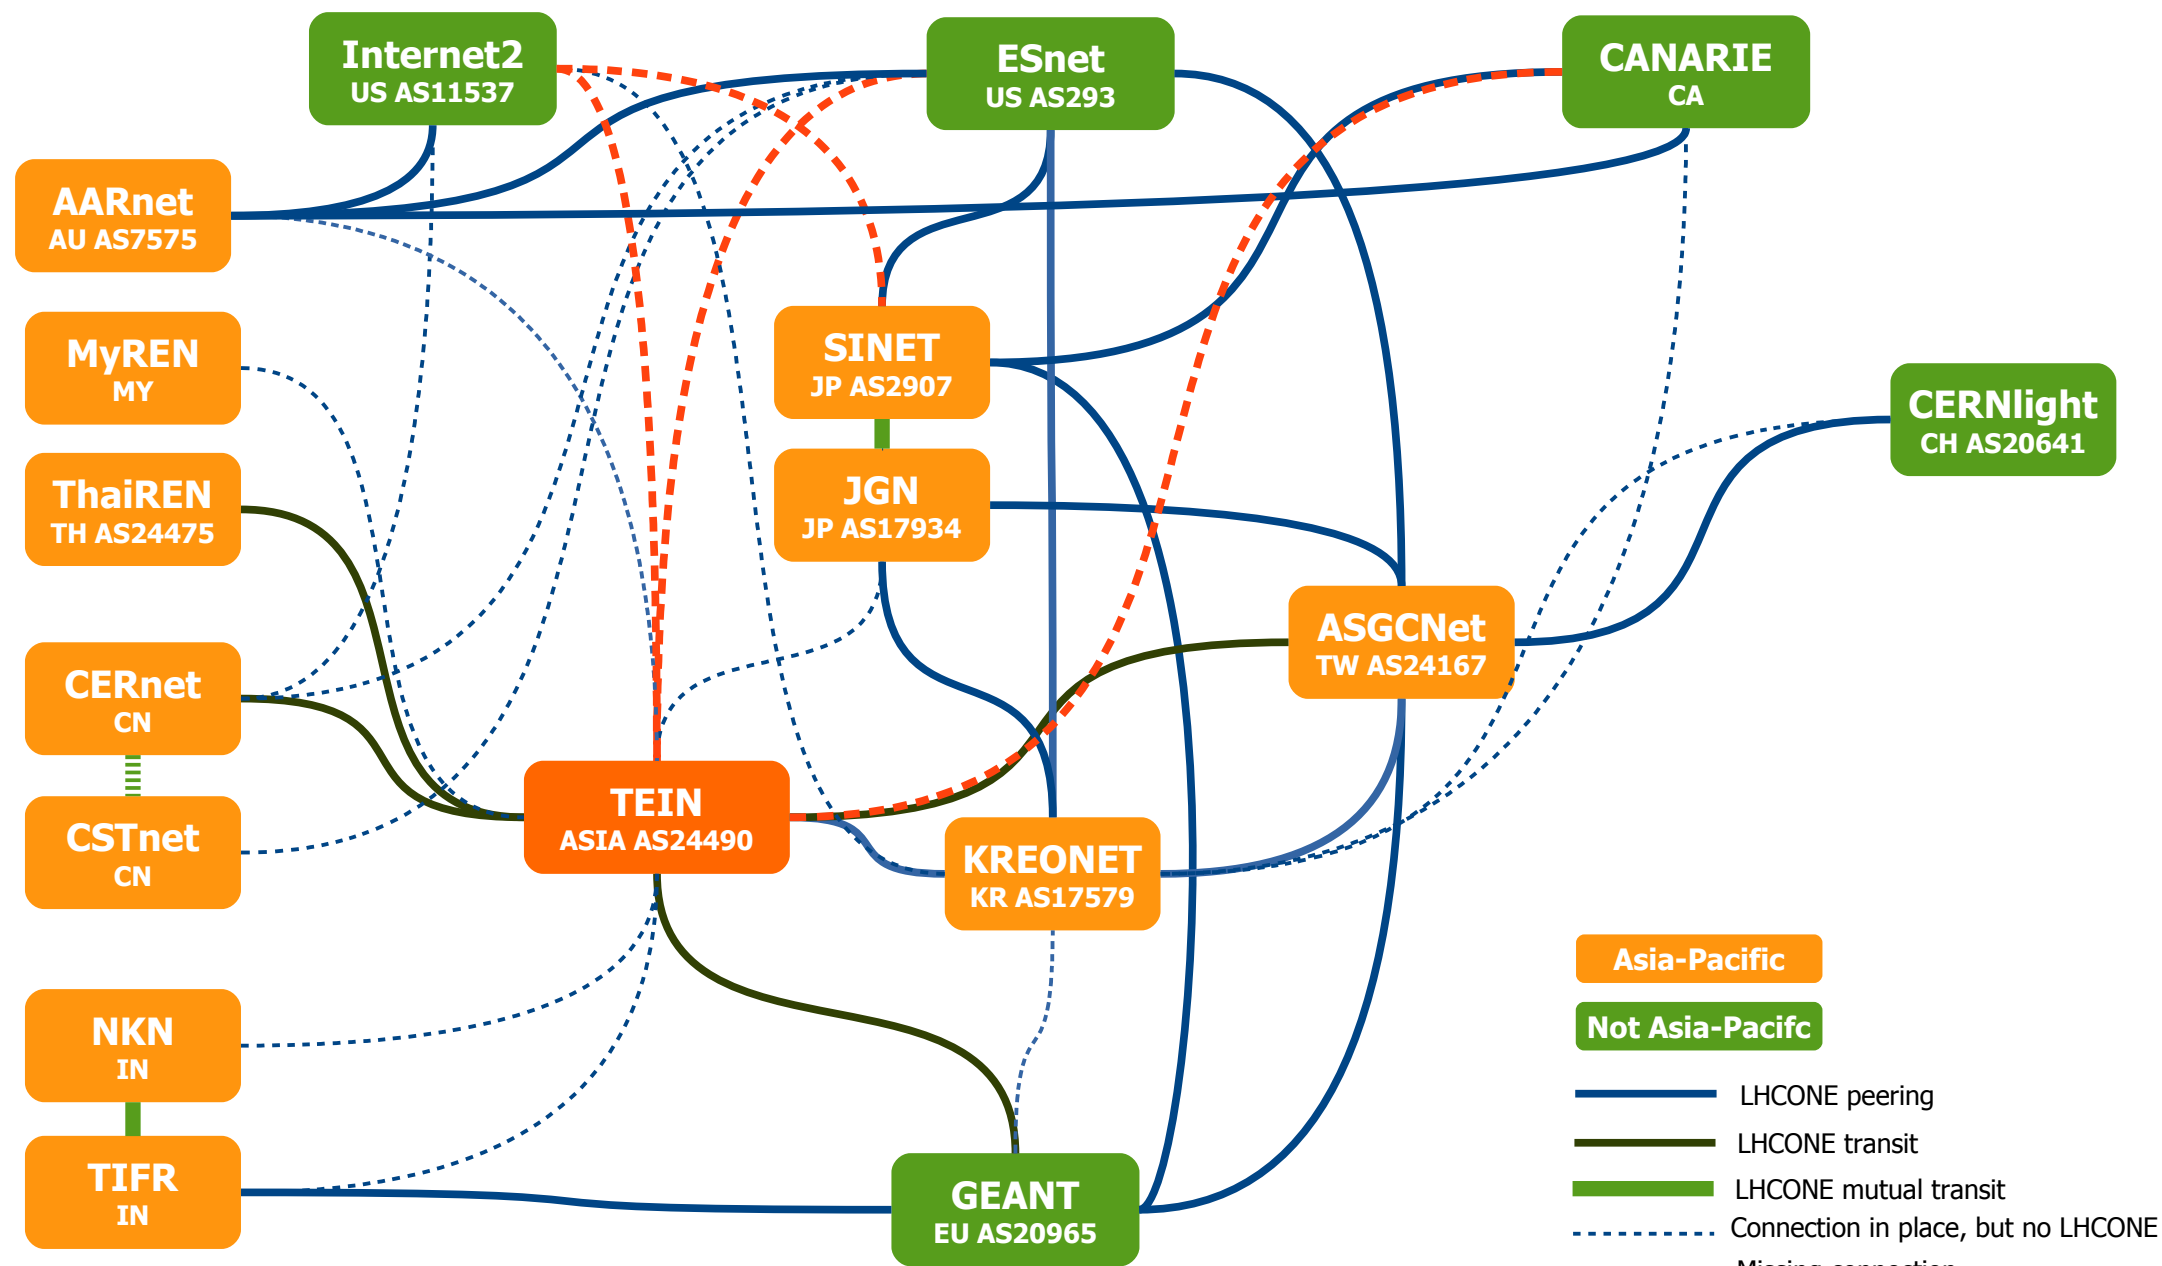 Internet2
US AS11537
ESnet
US AS293
CANARIE
CA
AARnet
AU AS7575
MyREN
MY
SINET
JP AS2907
CERNlight
CH AS20641
ThaiREN
TH AS24475
JGN
JP AS17934
ASGCNet
TW AS24167
CERnet
CN
TEIN
ASIA AS24490
CSTnet
CN
KREONET
KR AS17579
NKN
IN
TIFR
IN
GEANT
EU AS20965
Asia-Pacific
Not Asia-Pacifc
LHCONE peering
LHCONE transit
LHCONE mutual transit
Connection in place, but no LHCONE
Missing connection